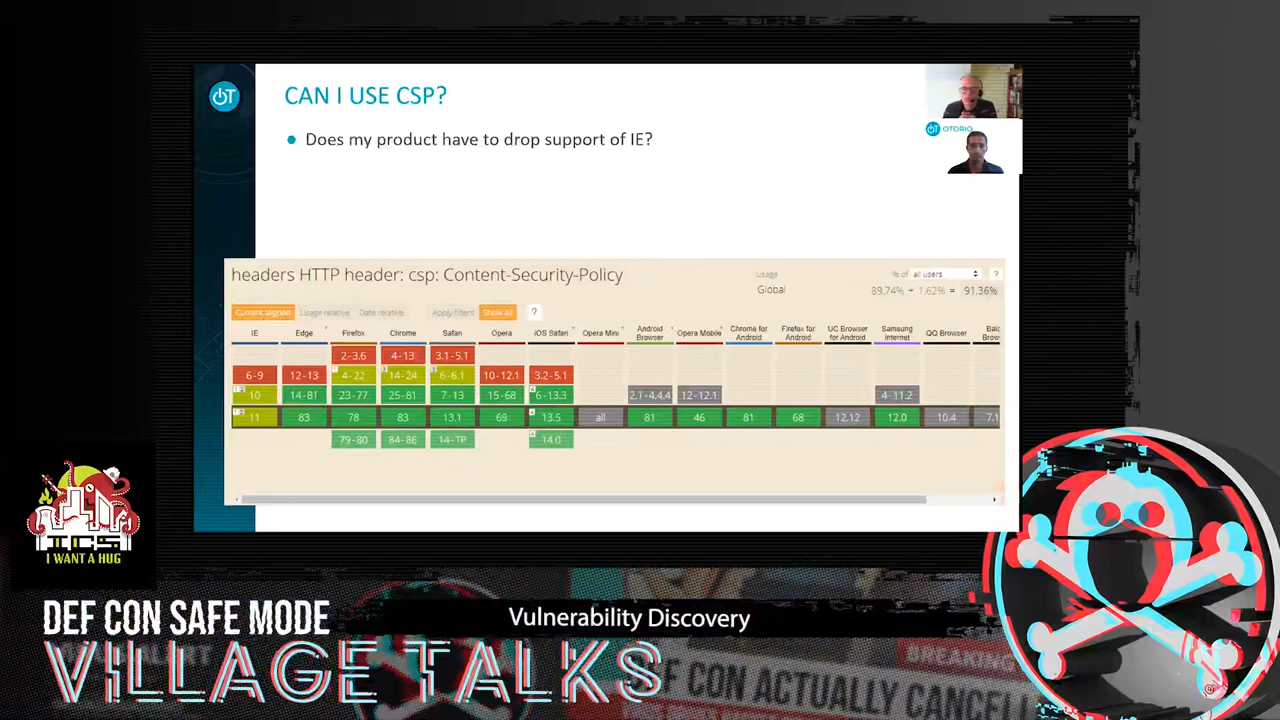 CAN I USE CSP?
Does my product have to drop support of IE?
OTORIO
headers HTTP header: csp: Content-Security-Policy
Usage % of all users ?
Global 89.74% + 1.62% = 91.36%
Current aligned Usage relative Date relative Apply filters Show all ?
IE Edge Firefox Chrome Safari Opera iOS Safari Opera Mini Android Browser Opera Mobile Chrome for Android Firefox for Android UC Browser for Android Samsung Internet QQ Browser
2-3.6 4-13 3.1-5.1
6-9 12-13 4-22 14-24 6-6.1 10-12.1 3.2-5.1
10 14-81 23-77 25-81 7-13 15-68 6-13.3 2.1-4.4.4 12-12.1 4-11.2
11 83 78 83 13.1 69 13.5 all 81 46 81 68 12.12 12.0 10.4 7.1
79-80 84-86 14-TP 14.0
ICS
I WANT A HUG
DEF CON SAFE MODE
Vulnerability Discovery
VILLAGE TALKS
BREAKING
DEF CON ACTUALLY CANCELL